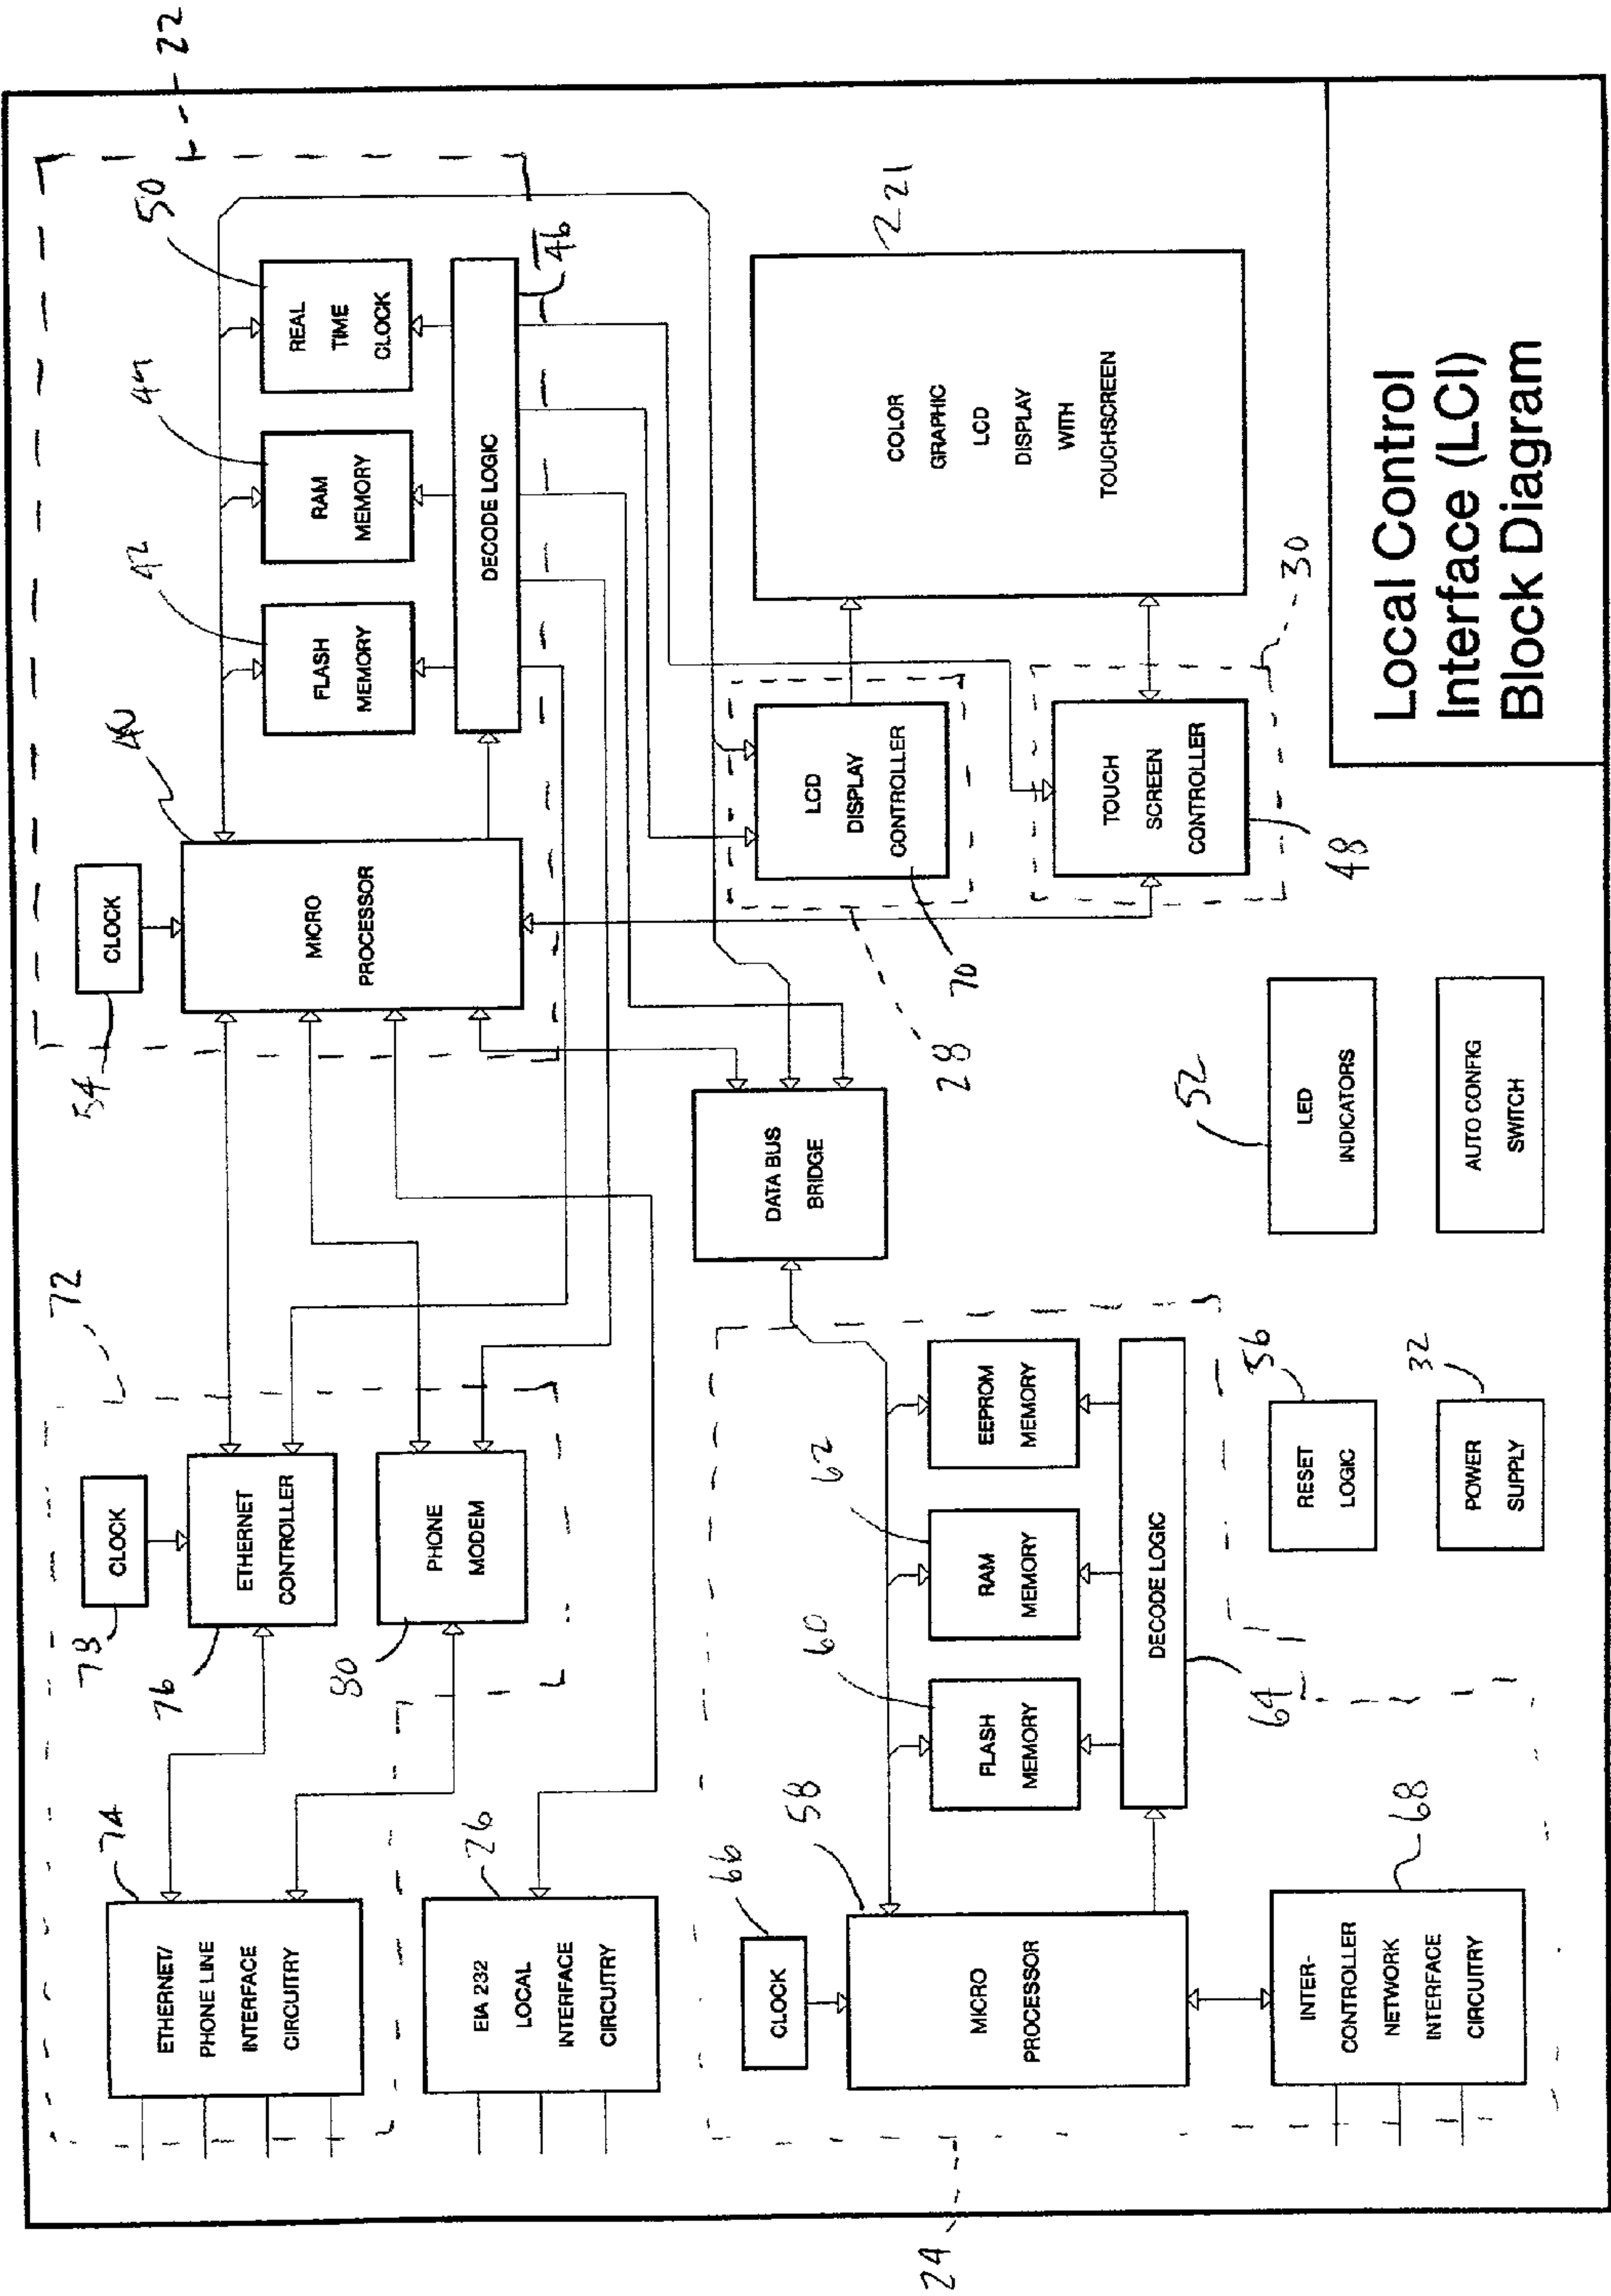 22
72
54
CLOCK
40
42
44
50
MICRO
PROCESSOR
FLASH
MEMORY
RAM
MEMORY
REAL
TIME
CLOCK
DECODE LOGIC
46
78
CLOCK
76
ETHERNET
CONTROLLER
80
PHONE
MODEM
74
ETHERNET/
PHONE LINE
INTERFACE
CIRCUITRY
26
EIA 232
LOCAL
INTERFACE
CIRCUITRY
DATA BUS
BRIDGE
28
LCD
DISPLAY
CONTROLLER
70
30
TOUCH
SCREEN
CONTROLLER
48
21
COLOR
GRAPHIC
LCD
DISPLAY
WITH
TOUCHSCREEN
24
66
CLOCK
58
MICRO
PROCESSOR
60
FLASH
MEMORY
62
RAM
MEMORY
EEPROM
MEMORY
DECODE LOGIC
64
68
INTER-
CONTROLLER
NETWORK
INTERFACE
CIRCUITRY
56
RESET
LOGIC
52
LED
INDICATORS
32
POWER
SUPPLY
AUTO CONFIG
SWITCH
Local Control
Interface (LCI)
Block Diagram